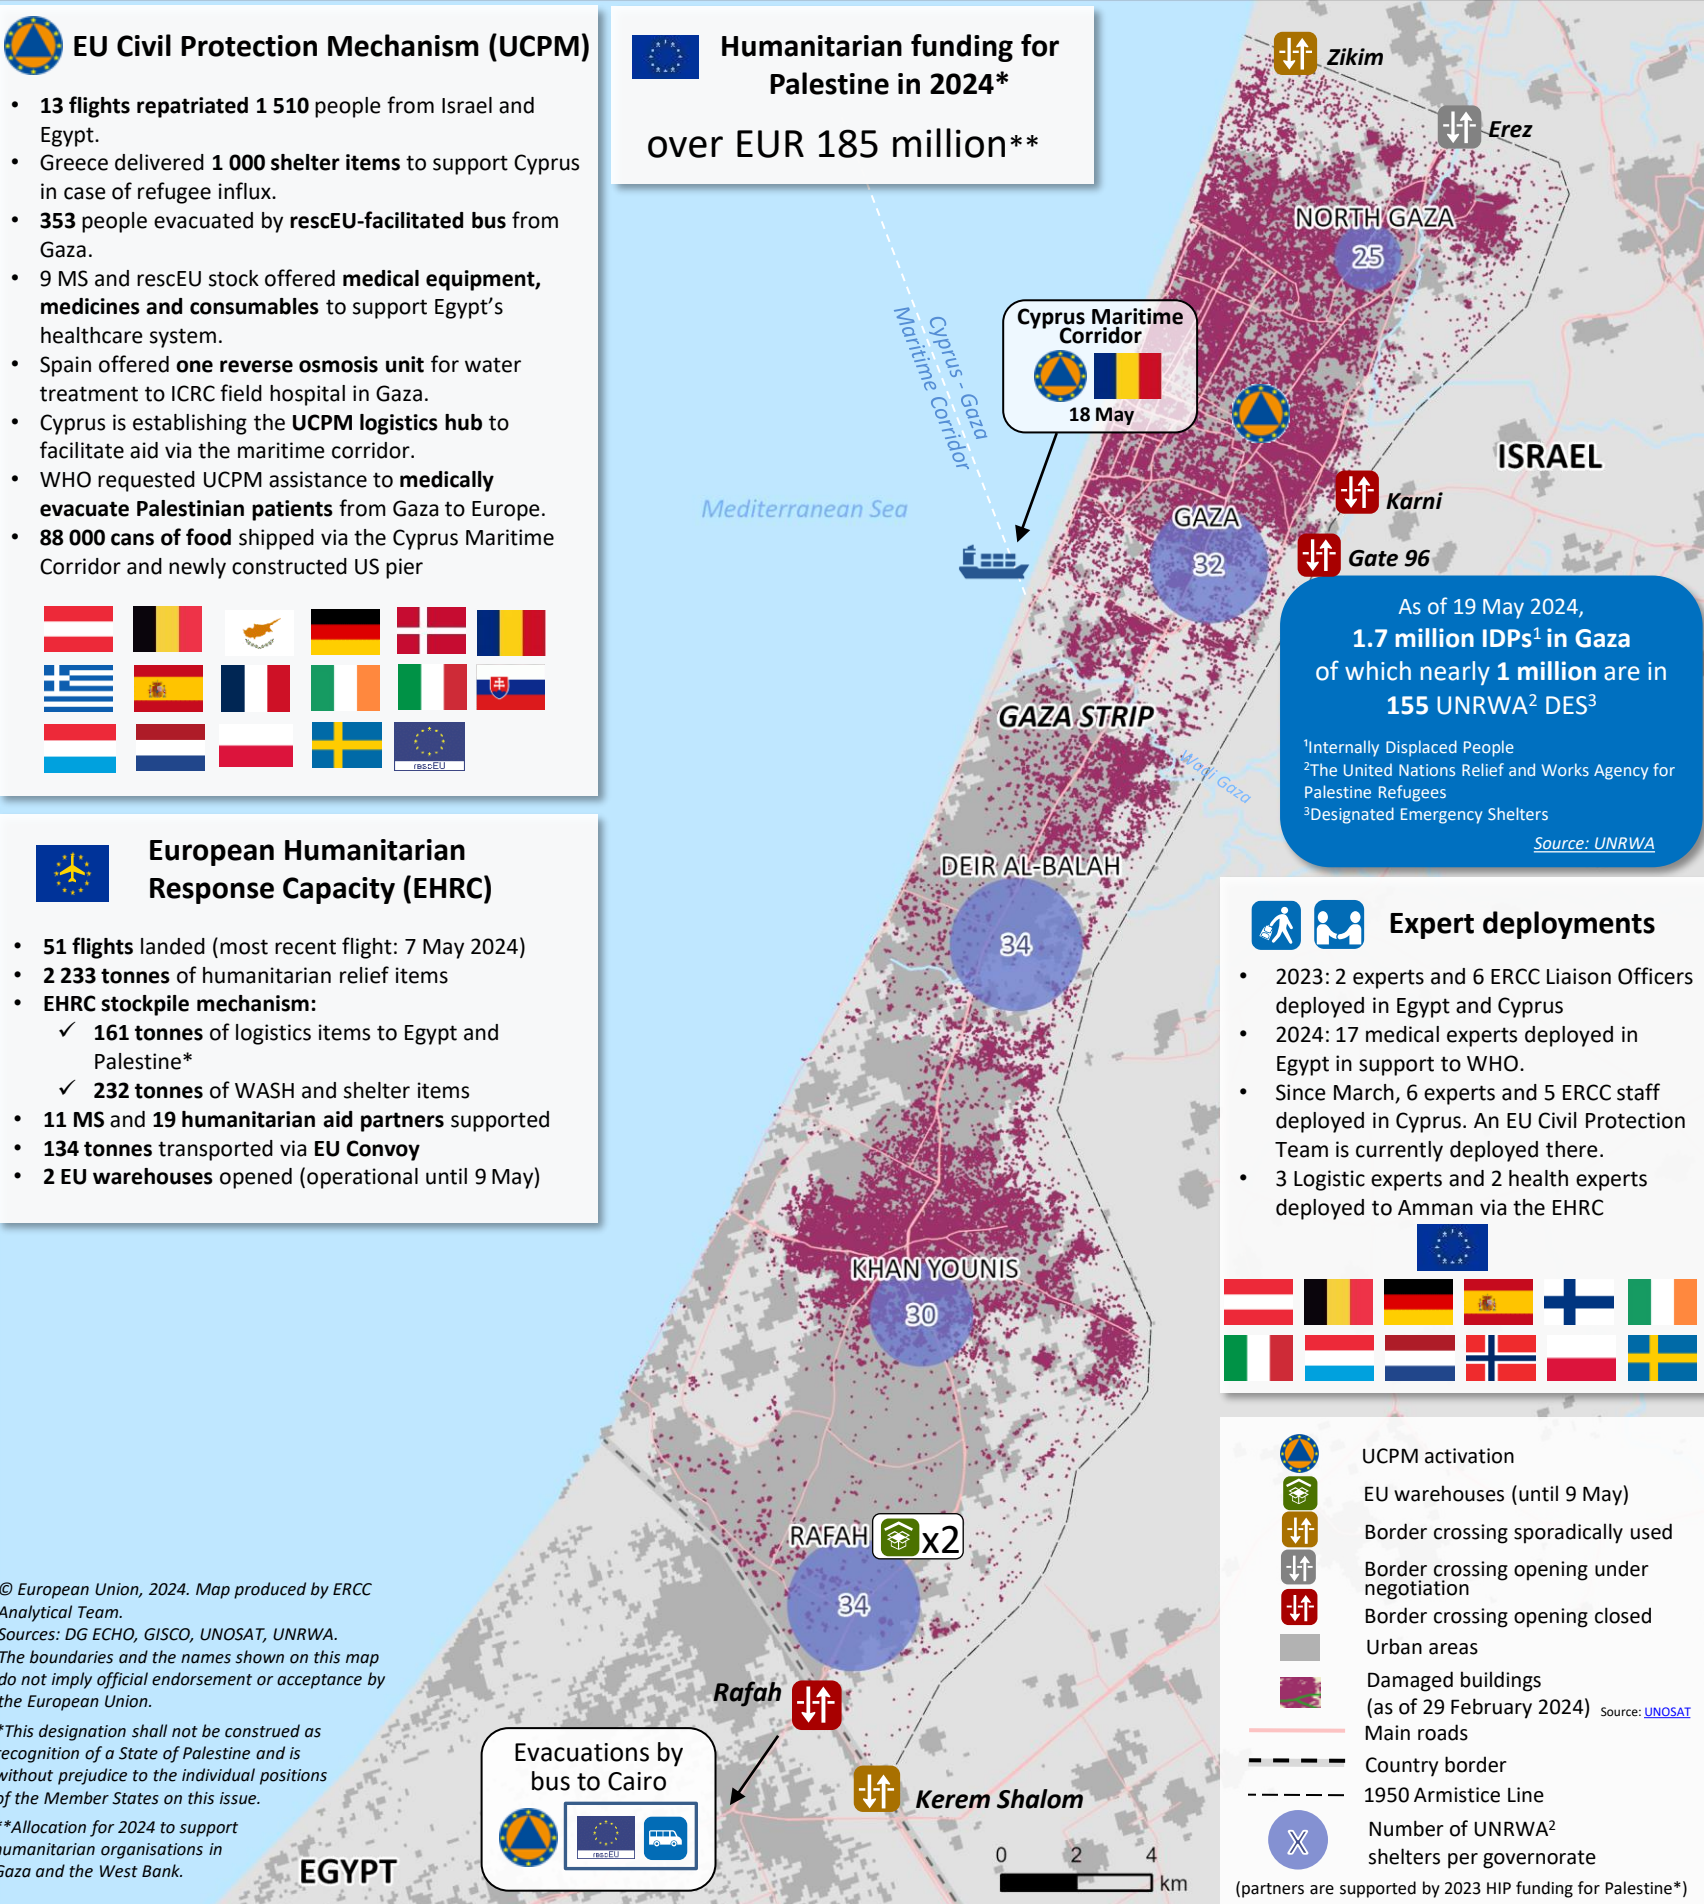 EU Civil Protection Mechanism (UCPM)
• 13 flights repatriated 1 510 people from Israel and
Egypt.
• Greece delivered 1 000 shelter items to support Cyprus
in case of refugee influx.
• 353 people evacuated by rescEU-facilitated bus from
Gaza.
• 9 MS and rescEU stock offered medical equipment,
medicines and consumables to support Egypt’s
healthcare system.
• Spain offered one reverse osmosis unit for water
treatment to ICRC field hospital in Gaza.
• Cyprus is establishing the UCPM logistics hub to
facilitate aid via the maritime corridor.
• WHO requested UCPM assistance to medically
evacuate Palestinian patients from Gaza to Europe.
• 88 000 cans of food shipped via the Cyprus Maritime
Corridor and newly constructed US pier
rescEU
European Humanitarian
Response Capacity (EHRC)
• 51 flights landed (most recent flight: 7 May 2024)
• 2 233 tonnes of humanitarian relief items
• EHRC stockpile mechanism:
✓ 161 tonnes of logistics items to Egypt and
Palestine*
✓ 232 tonnes of WASH and shelter items
• 11 MS and 19 humanitarian aid partners supported
• 134 tonnes transported via EU Convoy
• 2 EU warehouses opened (operational until 9 May)
Humanitarian funding for
Palestine in 2024*
over EUR 185 million**
Zikim
Erez
NORTH GAZA
25
Cyprus - Gaza
Maritime Corridor
Cyprus Maritime
Corridor
18 May
Mediterranean Sea
ISRAEL
Karni
GAZA
32
Gate 96
GAZA STRIP
Wadi Gaza
As of 19 May 2024,
1.7 million IDPs¹ in Gaza
of which nearly 1 million are in
155 UNRWA² DES³
¹Internally Displaced People
²The United Nations Relief and Works Agency for
Palestine Refugees
³Designated Emergency Shelters
Source: UNRWA
DEIR AL-BALAH
34
Expert deployments
• 2023: 2 experts and 6 ERCC Liaison Officers
deployed in Egypt and Cyprus
• 2024: 17 medical experts deployed in
Egypt in support to WHO.
• Since March, 6 experts and 5 ERCC staff
deployed in Cyprus. An EU Civil Protection
Team is currently deployed there.
• 3 Logistic experts and 2 health experts
deployed to Amman via the EHRC
KHAN YOUNIS
30
RAFAH
x2
34
Rafah
Evacuations by
bus to Cairo
rescEU
Kerem Shalom
EGYPT
0 2 4
km
UCPM activation
EU warehouses (until 9 May)
Border crossing sporadically used
Border crossing opening under
negotiation
Border crossing opening closed
Urban areas
Damaged buildings
(as of 29 February 2024) Source: UNOSAT
Main roads
Country border
1950 Armistice Line
X
Number of UNRWA²
shelters per governorate
(partners are supported by 2023 HIP funding for Palestine*)
© European Union, 2024. Map produced by ERCC
Analytical Team.
Sources: DG ECHO, GISCO, UNOSAT, UNRWA.
The boundaries and the names shown on this map
do not imply official endorsement or acceptance by
the European Union.
*This designation shall not be construed as
recognition of a State of Palestine and is
without prejudice to the individual positions
of the Member States on this issue.
**Allocation for 2024 to support
humanitarian organisations in
Gaza and the West Bank.